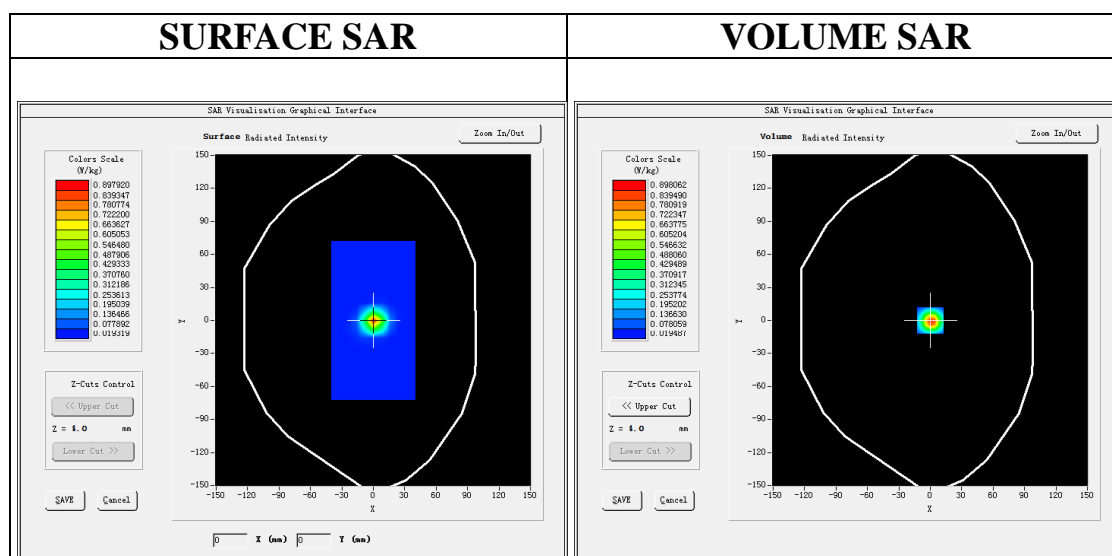 SURFACE SAR
VOLUME SAR
SAR Visualisation Graphical Interface
Surface Radiated Intensity
Zoom In/Out
Colors Scale
(W/kg)
0.897920
0.839347
0.780774
0.722200
0.663627
0.605053
0.546480
0.487906
0.429333
0.370760
0.312186
0.253613
0.195039
0.136466
0.077892
0.019319
150
120
90
60
30
0
-30
-60
-90
-120
-150
Y
-150 -120 -90 -60 -30 0 30 60 90 120 150
X
Z-Cuts Control
<< Upper Cut
Z = 4.0 mm
Lower Cut >>
SAVE Cancel
0 X (mm) 0 Y (mm)
SAR Visualisation Graphical Interface
Volume Radiated Intensity
Zoom In/Out
Colors Scale
(W/kg)
0.898062
0.839490
0.780919
0.722347
0.663775
0.605204
0.546632
0.488060
0.429489
0.370917
0.312345
0.253774
0.195202
0.136630
0.078059
0.019487
150
120
90
60
30
0
-30
-60
-90
-120
-150
Y
-150 -120 -90 -60 -30 0 30 60 90 120 150
X
Z-Cuts Control
<< Upper Cut
Z = 4.0 mm
Lower Cut >>
SAVE Cancel